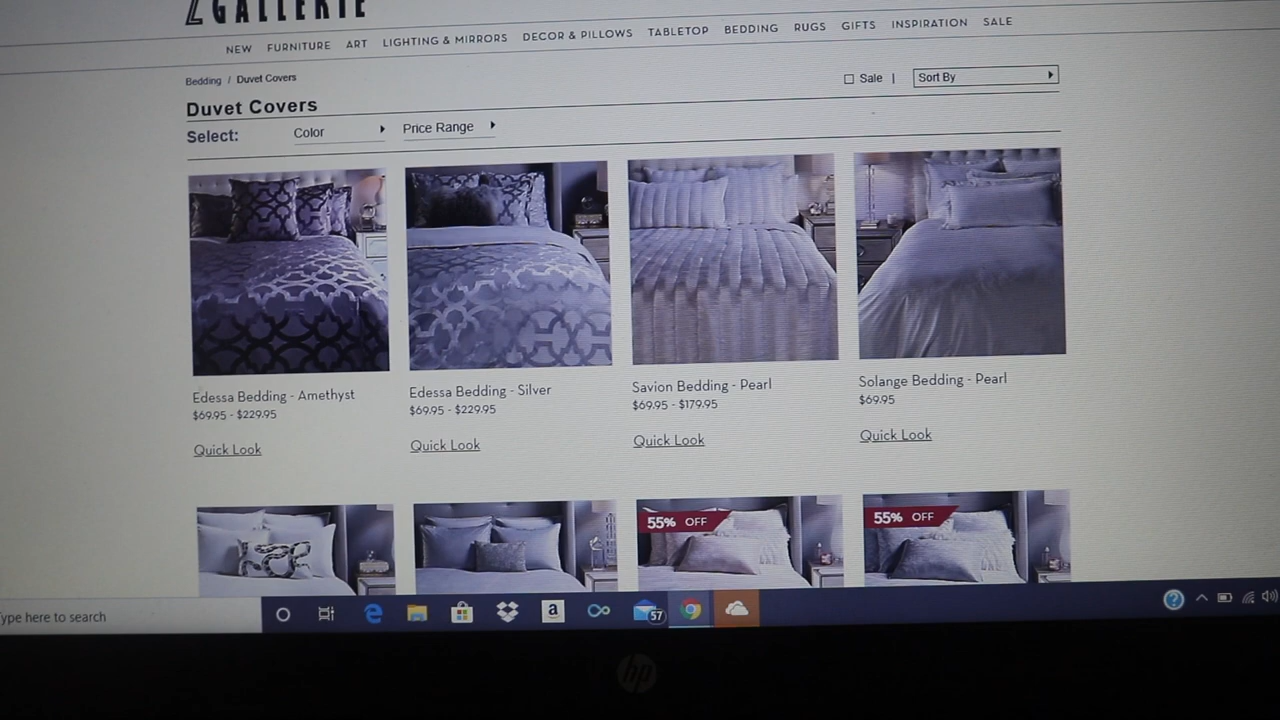 Z GALLERIE
NEW FURNITURE ART LIGHTING & MIRRORS DECOR & PILLOWS TABLETOP BEDDING RUGS GIFTS INSPIRATION SALE
Bedding / Duvet Covers
Sale | Sort By
Duvet Covers
Select: Color Price Range
Edessa Bedding - Amethyst
$69.95 - $229.95
Quick Look
Edessa Bedding - Silver
$69.95 - $229.95
Quick Look
Savion Bedding - Pearl
$69.95 - $179.95
Quick Look
Solange Bedding - Pearl
$69.95
Quick Look
55% OFF
55% OFF
ype here to search
a
57
?
hp